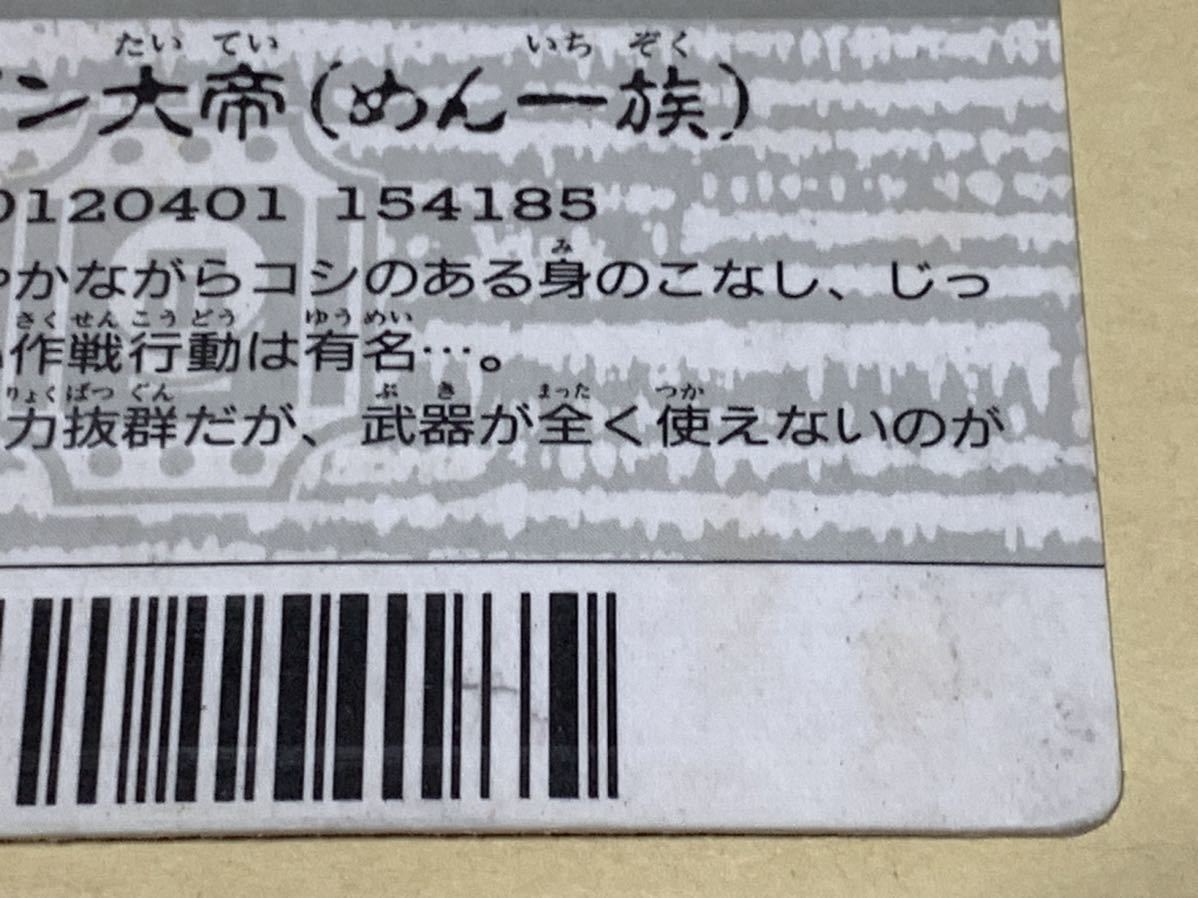 たい てい いち ぞく
ン大帝(めん一族)
0120401 154185
み
かながらコシのある身のこなし、じっ
さく せん こう どう ゆう めい
作戦行動は有名…。
りょく ばつ ぐん ぶ き まった つか
力抜群だが、武器が全く使えないのが